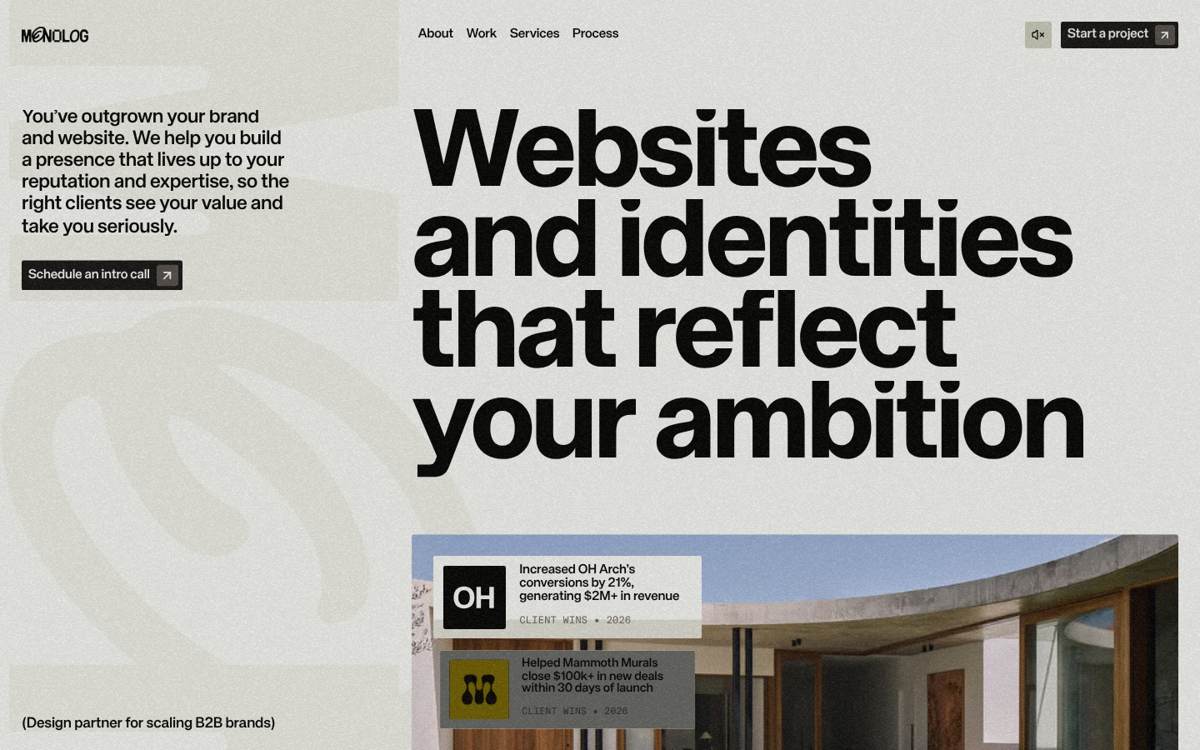 MONOLOG
About Work Services Process
Start a project
You’ve outgrown your brand
and website. We help you build
a presence that lives up to your
reputation and expertise, so the
right clients see your value and
take you seriously.
Schedule an intro call
(Design partner for scaling B2B brands)
Websites
and identities
that reflect
your ambition
OH
Increased OH Arch's
conversions by 21%,
generating $2M+ in revenue
CLIENT WINS • 2026
M
Helped Mammoth Murals
close $100k+ in new deals
within 30 days of launch
CLIENT WINS • 2026